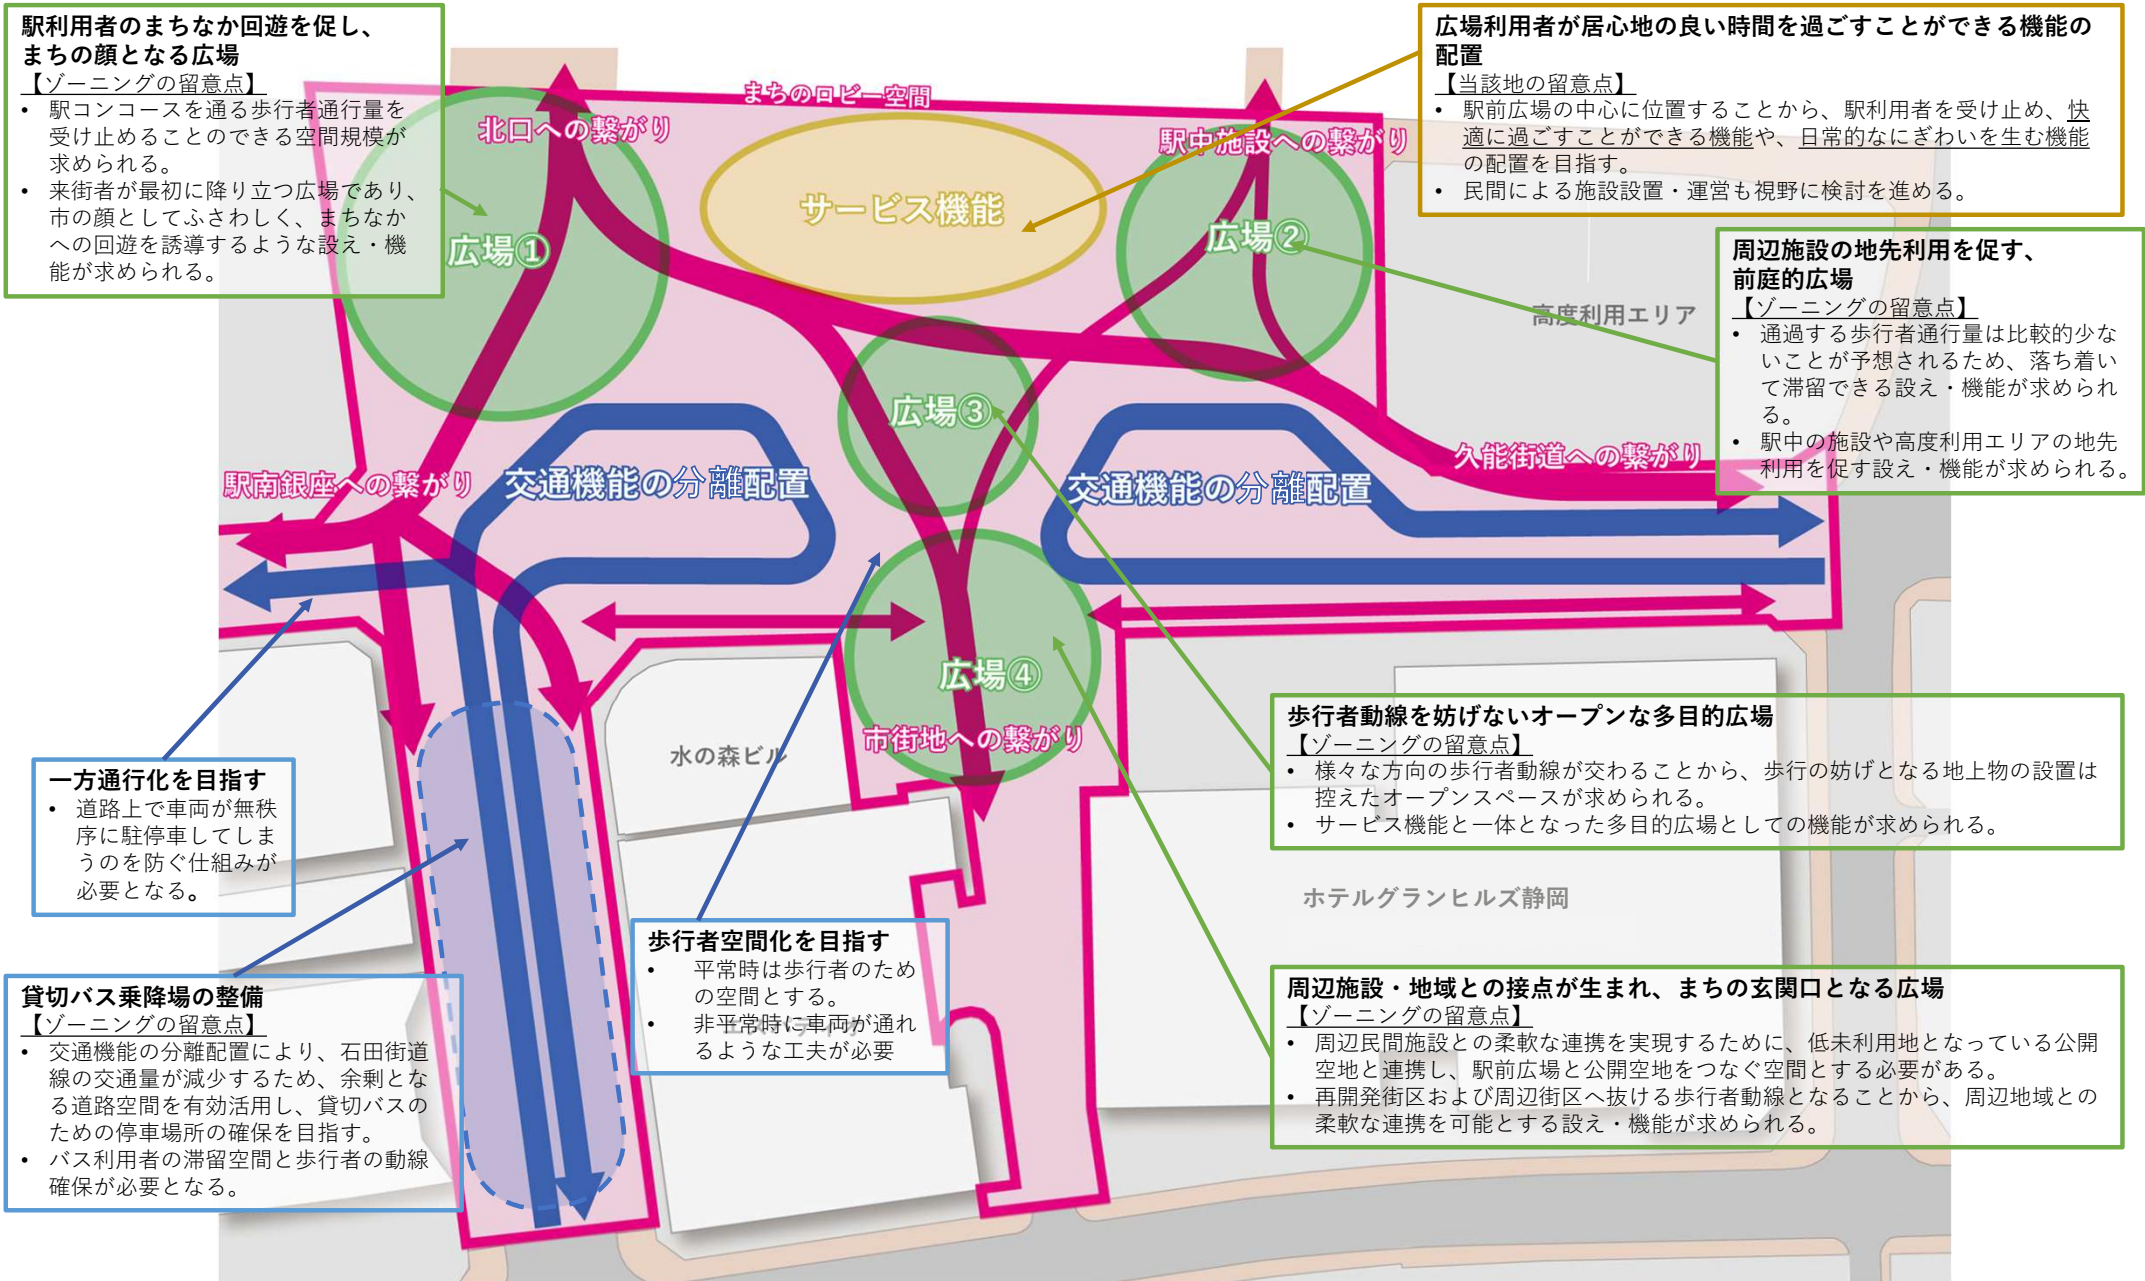 駅利用者のまちなか回遊を促し、
まちの顔となる広場
【ゾーニングの留意点】
• 駅コンコースを通る歩行者通行量を
受け止めることのできる空間規模が
求められる。
• 来街者が最初に降り立つ広場であり、
市の顔としてふさわしく、まちなか
への回遊を誘導するような設え・機
能が求められる。
広場利用者が居心地の良い時間を過ごすことができる機能の
配置
【当該地の留意点】
• 駅前広場の中心に位置することから、駅利用者を受け止め、快
適に過ごすことができる機能や、日常的なにぎわいを生む機能
の配置を目指す。
• 民間による施設設置・運営も視野に検討を進める。
まちのロビー空間
北口への繋がり
駅中施設への繋がり
サービス機能
広場①
広場②
周辺施設の地先利用を促す、
前庭的広場
【ゾーニングの留意点】
• 通過する歩行者通行量は比較的少な
いことが予想されるため、落ち着い
て滞留できる設え・機能が求められ
る。
• 駅中の施設や高度利用エリアの地先
利用を促す設え・機能が求められる。
高度利用エリア
広場③
久能街道への繋がり
駅南銀座への繋がり
交通機能の分離配置
交通機能の分離配置
広場④
市街地への繋がり
水の森ビル
歩行者動線を妨げないオープンな多目的広場
【ゾーニングの留意点】
• 様々な方向の歩行者動線が交わることから、歩行の妨げとなる地上物の設置は
控えたオープンスペースが求められる。
• サービス機能と一体となった多目的広場としての機能が求められる。
一方通行化を目指す
• 道路上で車両が無秩
序に駐停車してしま
うのを防ぐ仕組みが
必要となる。
ホテルグランヒルズ静岡
歩行者空間化を目指す
• 平常時は歩行者のため
の空間とする。
• 非平常時に車両が通れ
るような工夫が必要
貸切バス乗降場の整備
【ゾーニングの留意点】
• 交通機能の分離配置により、石田街道
線の交通量が減少するため、余剰とな
る道路空間を有効活用し、貸切バスの
ための停車場所の確保を目指す。
• バス利用者の滞留空間と歩行者の動線
確保が必要となる。
周辺施設・地域との接点が生まれ、まちの玄関口となる広場
【ゾーニングの留意点】
• 周辺民間施設との柔軟な連携を実現するために、低未利用地となっている公開
空地と連携し、駅前広場と公開空地をつなぐ空間とする必要がある。
• 再開発街区および周辺街区へ抜ける歩行者動線となることから、周辺地域との
柔軟な連携を可能とする設え・機能が求められる。